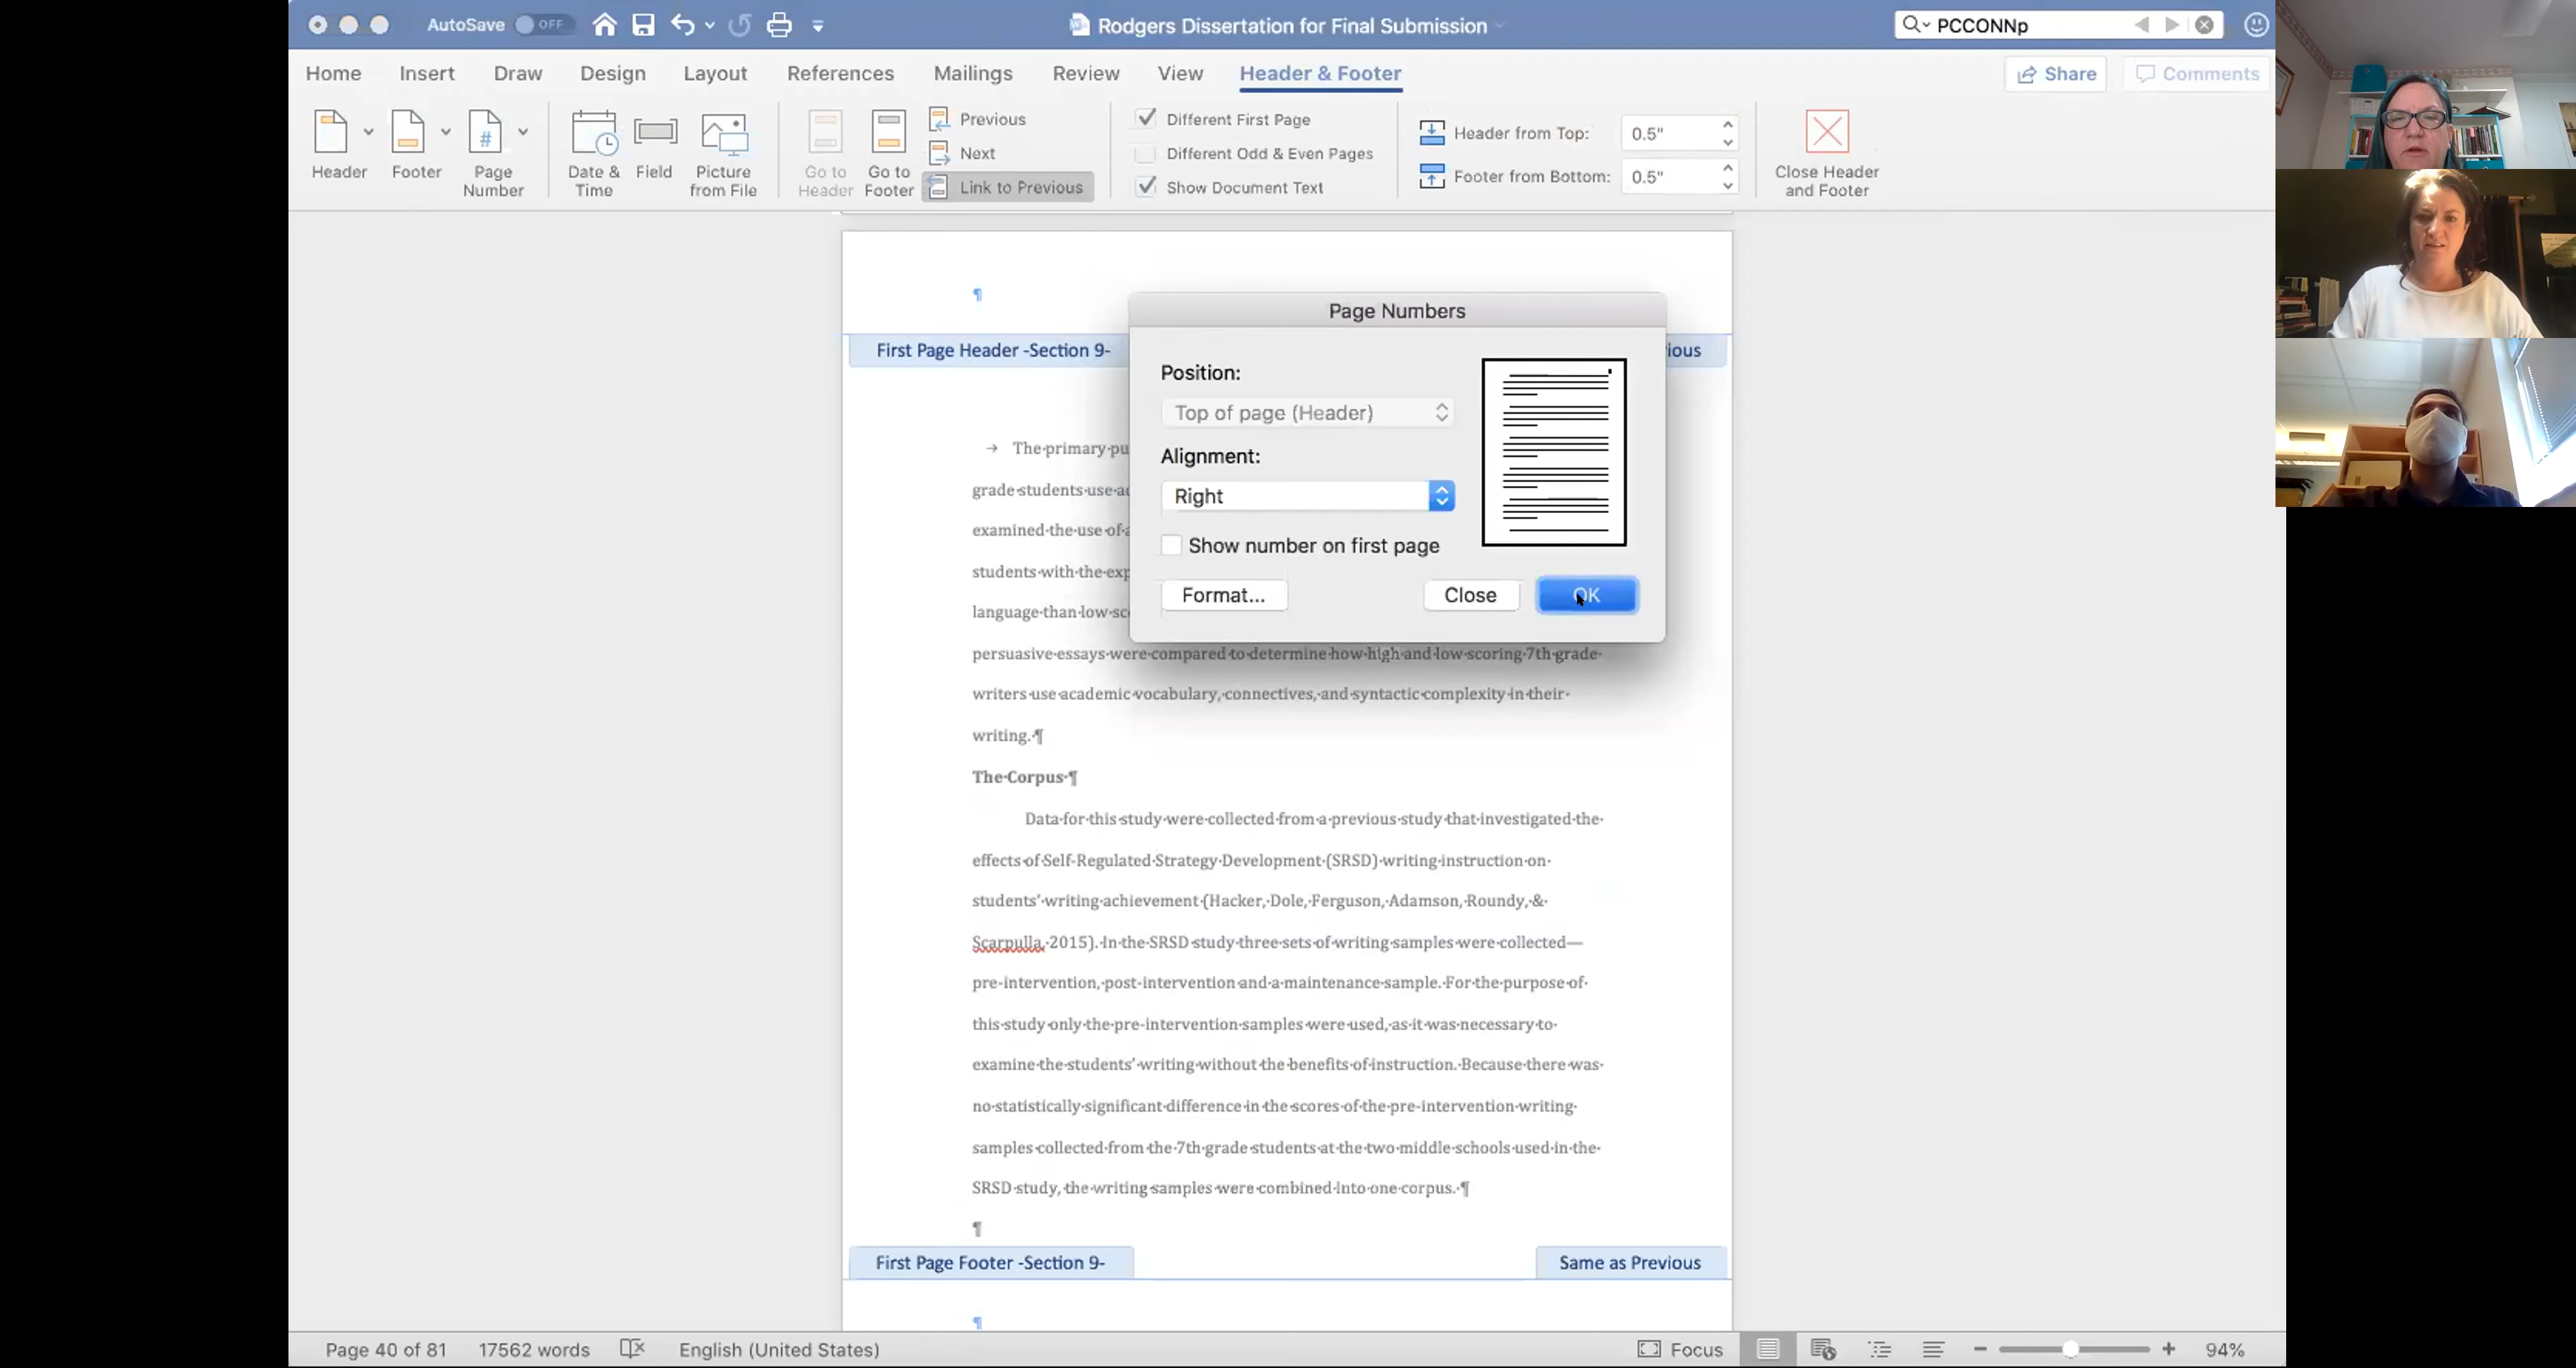 AutoSave OFF
Rodgers Dissertation for Final Submission
PCCONNp
Home Insert Draw Design Layout References Mailings Review View Header & Footer
Share Comments
Header
Footer
Page Number
Date & Time
Field
Picture from File
Go to Header
Go to Footer
Previous
Next
Link to Previous
Different First Page
Different Odd & Even Pages
Show Document Text
Header from Top: 0.5"
Footer from Bottom: 0.5"
Close Header and Footer
¶
First Page Header -Section 9-
ious
Page Numbers
Position:
Top of page (Header)
Alignment:
Right
Show number on first page
Format... Close OK
→ The·primary·pu
grade·students·use·ac
examined·the·use·of·a
students·with·the·exp
language·than·low·sc
persuasive·essays·were·compared·to·determine·how·high·and·low·scoring·7th·grade·
writers·use·academic·vocabulary,·connectives,·and·syntactic·complexity·in·their·
writing.·¶
The·Corpus·¶
Data·for·this·study·were·collected·from·a·previous·study·that·investigated·the·
effects·of·Self-Regulated·Strategy·Development·(SRSD)·writing·instruction·on·
students'·writing·achievement·(Hacker,·Dole,·Ferguson,·Adamson,·Roundy,·&·
Scarpulla,·2015).·In·the·SRSD·study·three·sets·of·writing·samples·were·collected—
pre-intervention,·post-intervention·and·a·maintenance·sample.·For·the·purpose·of·
this·study·only·the·pre-intervention·samples·were·used,·as·it·was·necessary·to·
examine·the·students'·writing·without·the·benefits·of·instruction.·Because·there·was·
no·statistically·significant·difference·in·the·scores·of·the·pre-intervention·writing·
samples·collected·from·the·7th·grade·students·at·the·two·middle·schools·used·in·the·
SRSD·study,·the·writing·samples·were·combined·into·one·corpus.·¶
¶
First Page Footer -Section 9- Same as Previous
¶
Page 40 of 81 17562 words English (United States) Focus 94%